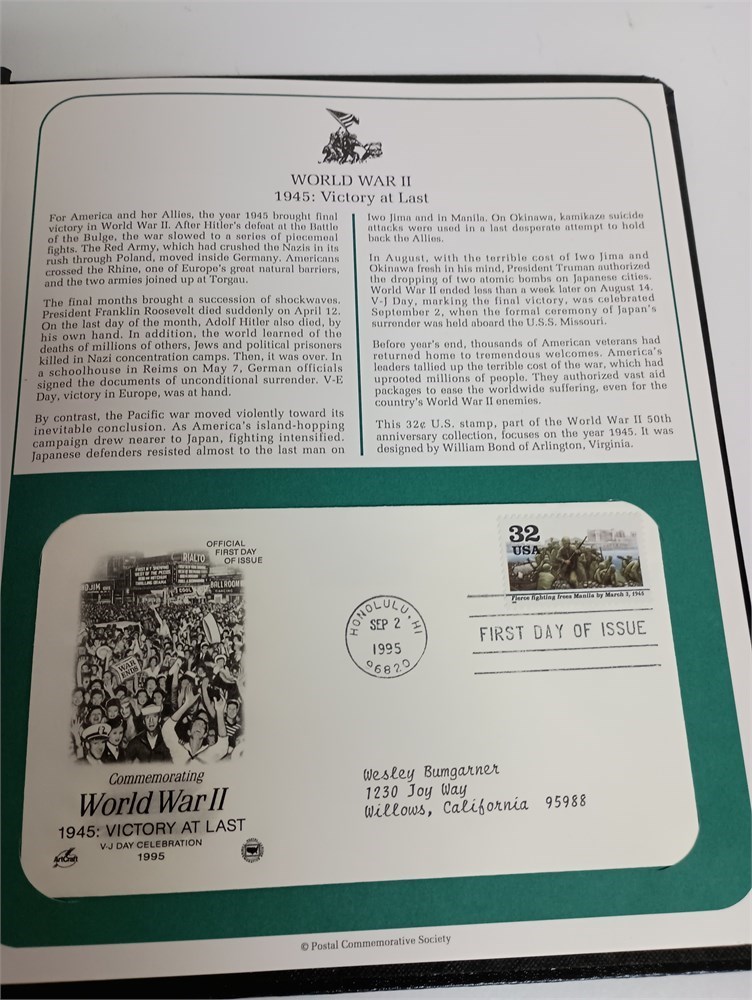 WORLD WAR II
1945: Victory at Last
For America and her Allies, the year 1945 brought final
victory in World War II. After Hitler's defeat at the Battle
of the Bulge, the war slowed to a series of piecemeal
fights. The Red Army, which had crushed the Nazis in its
rush through Poland, moved inside Germany. Americans
crossed the Rhine, one of Europe's great natural barriers,
and the two armies joined up at Torgau.
The final months brought a succession of shockwaves.
President Franklin Roosevelt died suddenly on April 12.
On the last day of the month, Adolf Hitler also died, by
his own hand. In addition, the world learned of the
deaths of millions of others, Jews and political prisoners
killed in Nazi concentration camps. Then, it was over. In
a schoolhouse in Reims on May 7, German officials
signed the documents of unconditional surrender. V-E
Day, victory in Europe, was at hand.
By contrast, the Pacific war moved violently toward its
inevitable conclusion. As America's island-hopping
campaign drew nearer to Japan, fighting intensified.
Japanese defenders resisted almost to the last man on
Iwo Jima and in Manila. On Okinawa, kamikaze suicide
attacks were used in a last desperate attempt to hold
back the Allies.
In August, with the terrible cost of Iwo Jima and
Okinawa fresh in his mind, President Truman authorized
the dropping of two atomic bombs on Japanese cities.
World War II ended less than a week later on August 14.
V-J Day, marking the final victory, was celebrated
September 2, when the formal ceremony of Japan's
surrender was held aboard the U.S.S. Missouri.
Before year's end, thousands of American veterans had
returned home to tremendous welcomes. America's
leaders tallied up the terrible cost of the war, which had
uprooted millions of people. They authorized vast aid
packages to ease the worldwide suffering, even for the
country's World War II enemies.
This 32¢ U.S. stamp, part of the World War II 50th
anniversary collection, focuses on the year 1945. It was
designed by William Bond of Arlington, Virginia.
OFFICIAL
FIRST DAY
OF ISSUE
RIALTO
BALLROOM
WAR
ENDS
Commemorating
World War II
1945: VICTORY AT LAST
V-J DAY CELEBRATION
1995
ArtCraft
HONOLULU, HI
SEP 2
1995
96820
32
USA
Fierce fighting frees Manila by March 3, 1945
FIRST DAY OF ISSUE
Wesley Bumgarner
1230 Joy Way
Willows, California 95988
© Postal Commemorative Society